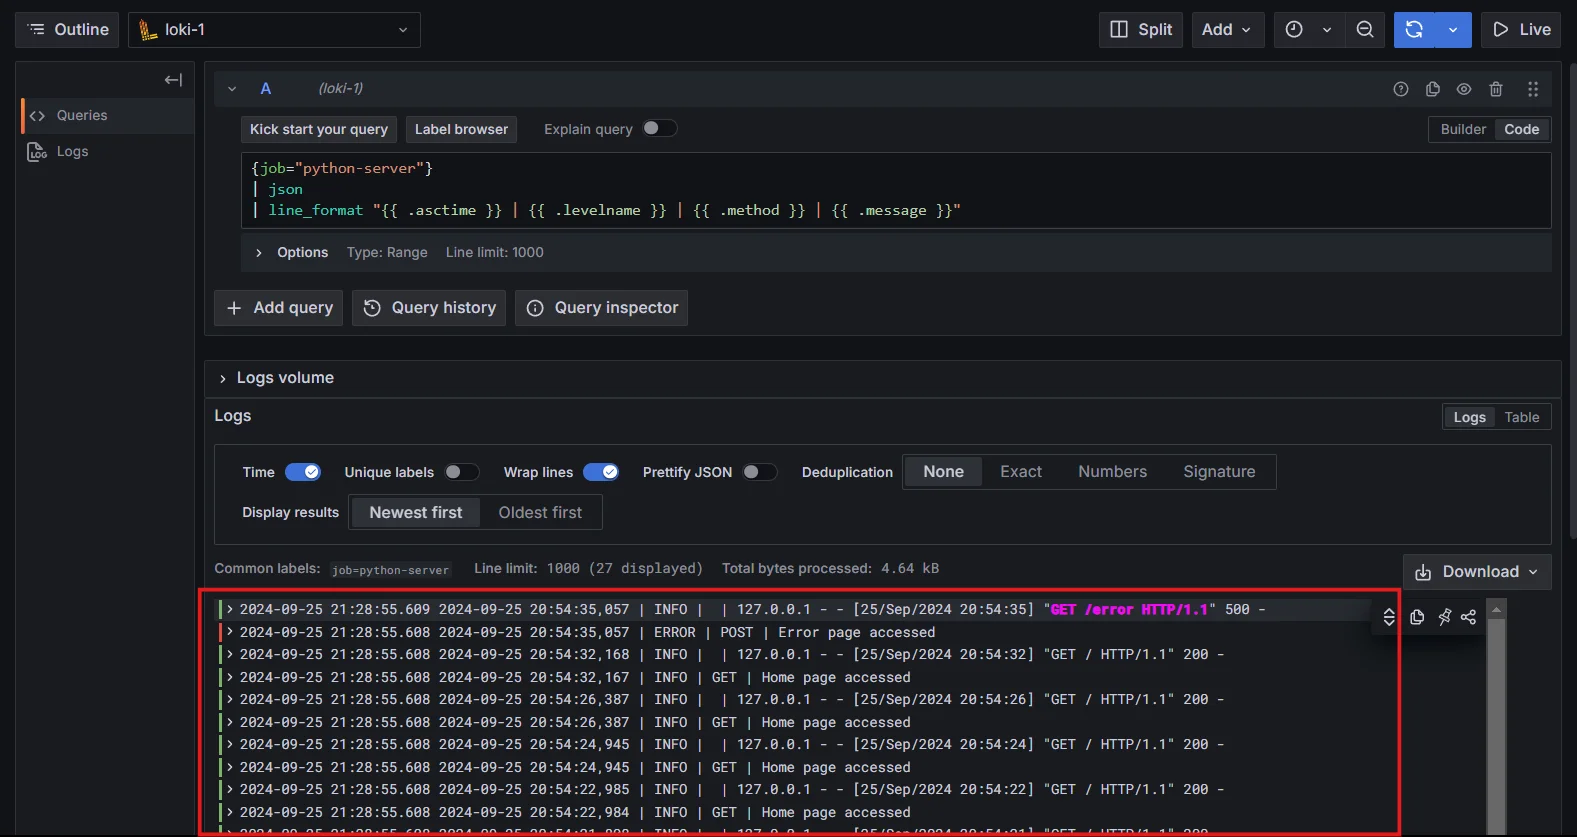 Outline
loki-1
Split
Add
Live
Queries
Logs
A (loki-1)
Kick start your query
Label browser
Explain query
Builder
Code
{job="python-server"}
| json
| line_format "{{ .asctime }} | {{ .levelname }} | {{ .method }} | {{ .message }}"
Options Type: Range Line limit: 1000
Add query
Query history
Query inspector
Logs volume
Logs
Logs
Table
Time
Unique labels
Wrap lines
Prettify JSON
Deduplication
None
Exact
Numbers
Signature
Display results
Newest first
Oldest first
Common labels: job=python-server Line limit: 1000 (27 displayed) Total bytes processed: 4.64 kB
Download
2024-09-25 21:28:55.609 2024-09-25 20:54:35,057 | INFO | | 127.0.0.1 - - [25/Sep/2024 20:54:35] "GET /error HTTP/1.1" 500 -
2024-09-25 21:28:55.608 2024-09-25 20:54:35,057 | ERROR | POST | Error page accessed
2024-09-25 21:28:55.608 2024-09-25 20:54:32,168 | INFO | | 127.0.0.1 - - [25/Sep/2024 20:54:32] "GET / HTTP/1.1" 200 -
2024-09-25 21:28:55.608 2024-09-25 20:54:32,167 | INFO | GET | Home page accessed
2024-09-25 21:28:55.608 2024-09-25 20:54:26,387 | INFO | | 127.0.0.1 - - [25/Sep/2024 20:54:26] "GET / HTTP/1.1" 200 -
2024-09-25 21:28:55.608 2024-09-25 20:54:26,387 | INFO | GET | Home page accessed
2024-09-25 21:28:55.608 2024-09-25 20:54:24,945 | INFO | | 127.0.0.1 - - [25/Sep/2024 20:54:24] "GET / HTTP/1.1" 200 -
2024-09-25 21:28:55.608 2024-09-25 20:54:24,945 | INFO | GET | Home page accessed
2024-09-25 21:28:55.608 2024-09-25 20:54:22,985 | INFO | | 127.0.0.1 - - [25/Sep/2024 20:54:22] "GET / HTTP/1.1" 200 -
2024-09-25 21:28:55.608 2024-09-25 20:54:22,984 | INFO | GET | Home page accessed